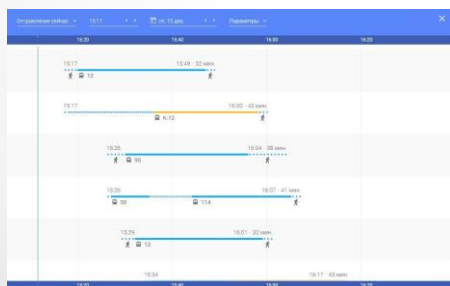 Отправление сейчас 15:17 пт, 15 дек. Параметры
15:20 15:40 16:00 16:20
15:17 15:49 · 32 мин.
12
15:17 16:00 · 43 мин.
К-12
15:26 16:04 · 38 мин.
95
15:26 16:07 · 41 мин.
30 114
15:29 16:01 · 32 мин.
12
15:34 16:17 · 43 мин.
15:20 15:40 16:00 16:20